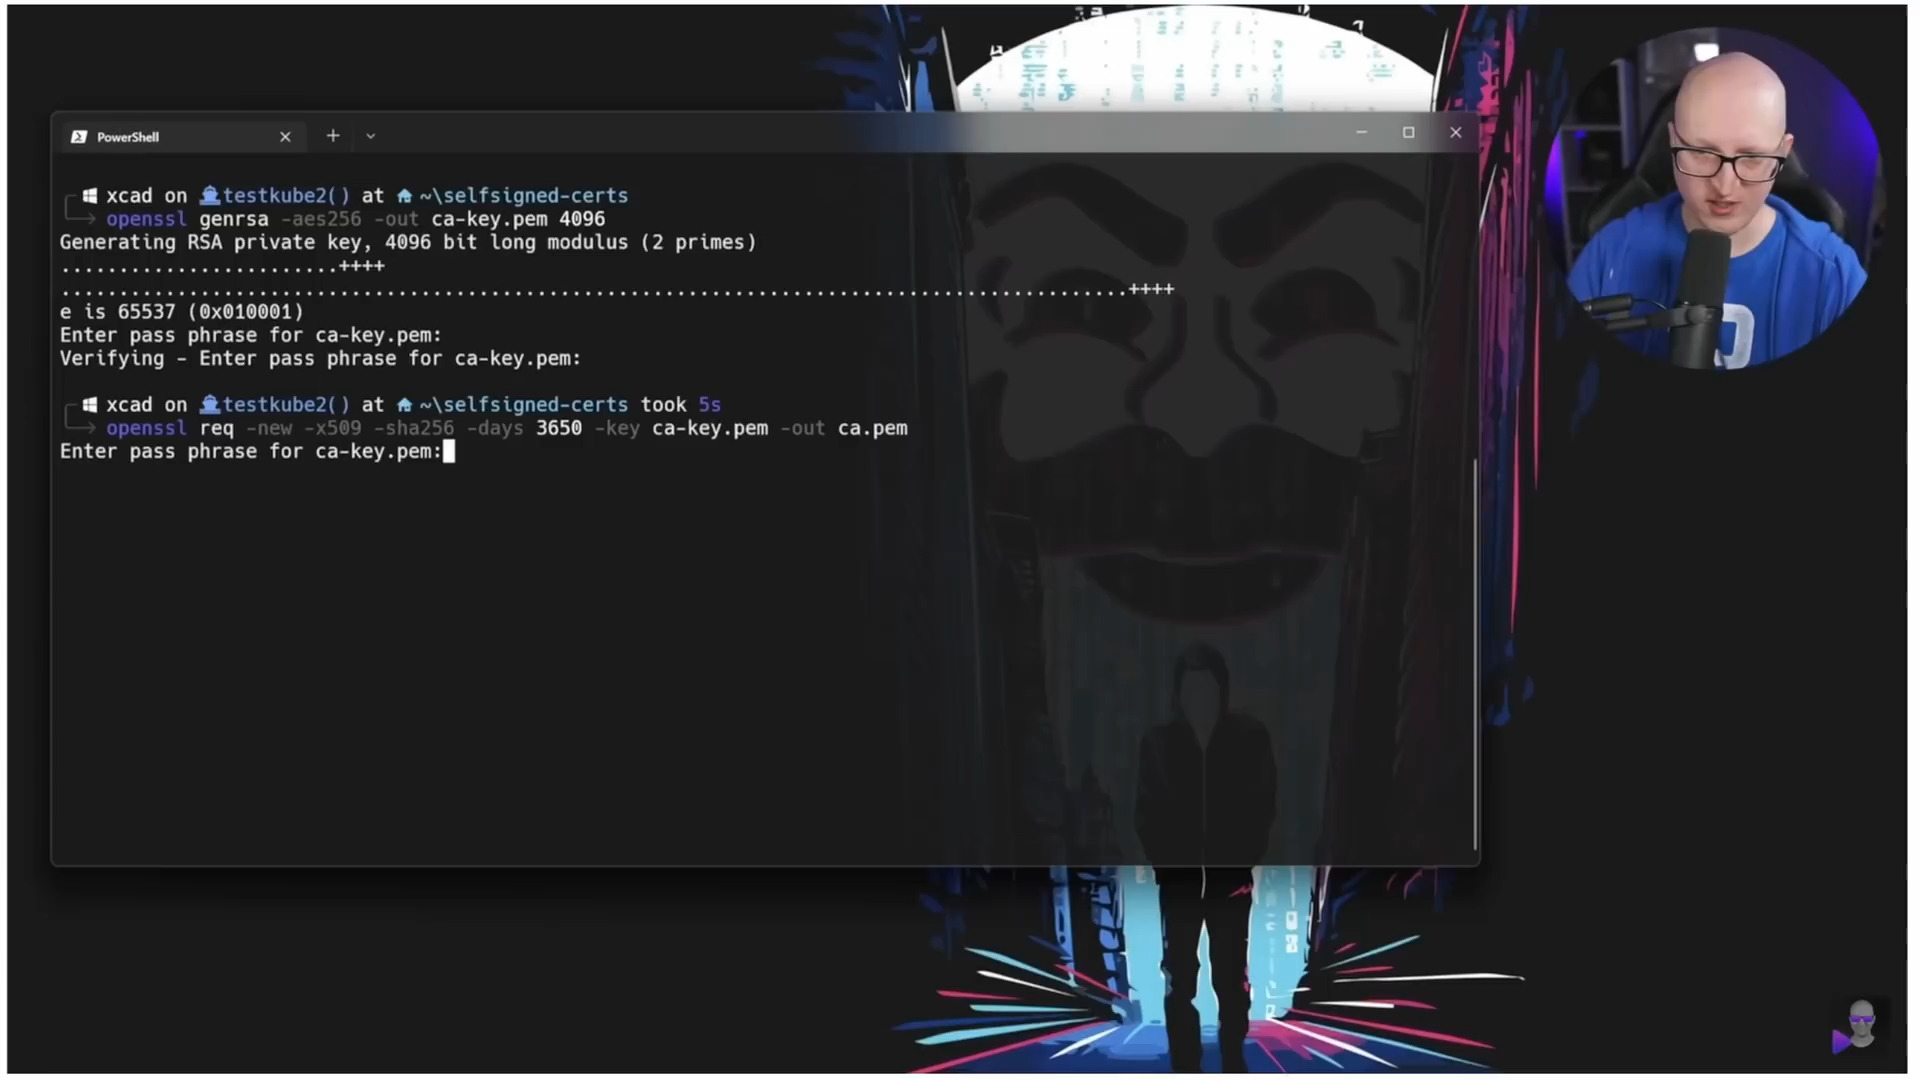 PowerShell
xcad on testkube2() at ~\selfsigned-certs
openssl genrsa -aes256 -out ca-key.pem 4096
Generating RSA private key, 4096 bit long modulus (2 primes)
........................++++
............................................................................................++++
e is 65537 (0x010001)
Enter pass phrase for ca-key.pem:
Verifying - Enter pass phrase for ca-key.pem:
xcad on testkube2() at ~\selfsigned-certs took 5s
openssl req -new -x509 -sha256 -days 3650 -key ca-key.pem -out ca.pem
Enter pass phrase for ca-key.pem: